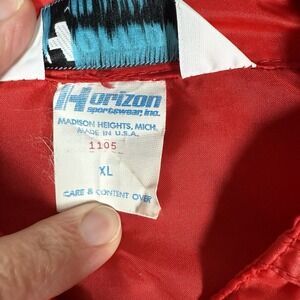 Horizon
sportswear, inc.
MADISON HEIGHTS, MICH.
MADE IN U.S.A.
1105
XL
CARE & CONTENT OVER